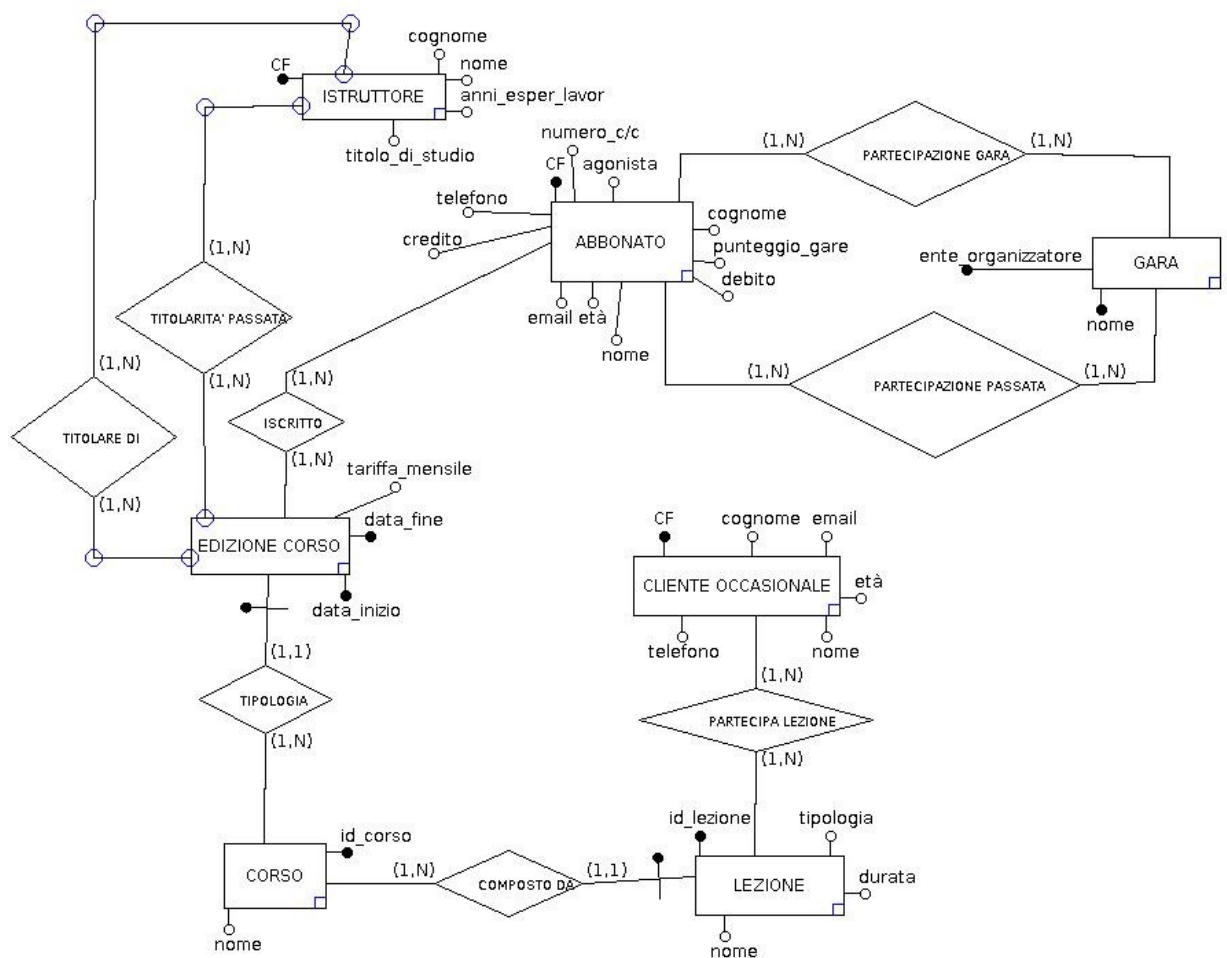 cognome
CF
nome
ISTRUTTORE
anni_esper_lavor
titolo_di_studio
numero_c/c
CF
agonista
telefono
cognome
credito
ABBONATO
punteggio_gare
debito
email
età
nome
(1,N)
PARTECIPAZIONE GARA
(1,N)
ente_organizzatore
GARA
nome
(1,N)
PARTECIPAZIONE PASSATA
(1,N)
(1,N)
TITOLARITA' PASSATA
(1,N)
(1,N)
TITOLARE DI
(1,N)
(1,N)
ISCRITTO
(1,N)
tariffa_mensile
data_fine
EDIZIONE CORSO
data_inizio
(1,1)
TIPOLOGIA
(1,N)
CF
cognome
email
CLIENTE OCCASIONALE
età
telefono
nome
(1,N)
PARTECIPA LEZIONE
(1,N)
id_corso
CORSO
nome
(1,N)
COMPOSTO DA
(1,1)
id_lezione
tipologia
LEZIONE
durata
nome